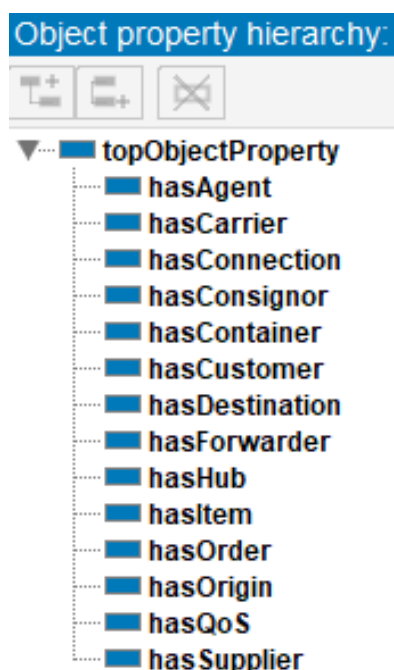 Object property hierarchy:
topObjectProperty
hasAgent
hasCarrier
hasConnection
hasConsignor
hasContainer
hasCustomer
hasDestination
hasForwarder
hasHub
hasItem
hasOrder
hasOrigin
hasQoS
hasSupplier